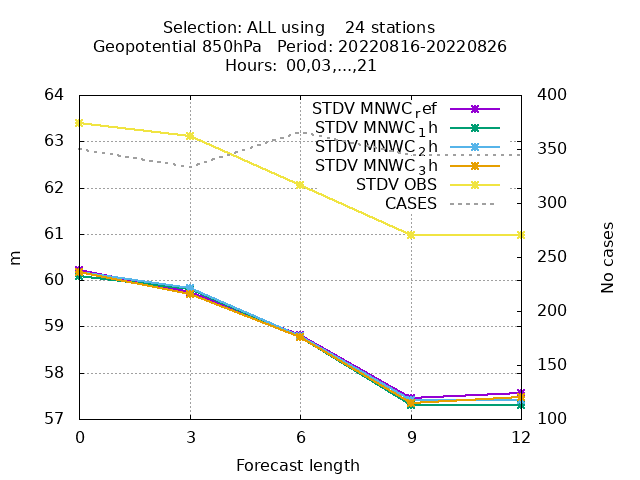 Selection: ALL using    24 stations
Geopotential 850hPa   Period: 20220816-20220826
Hours: 00,03,...,21
64
63
62
61
60
59
58
57
400
350
300
250
200
150
100
0
3
6
9
12
m
No cases
Forecast length
STDV MNWC_ref
STDV MNWC_1h
STDV MNWC_2h
STDV MNWC_3h
STDV OBS
CASES